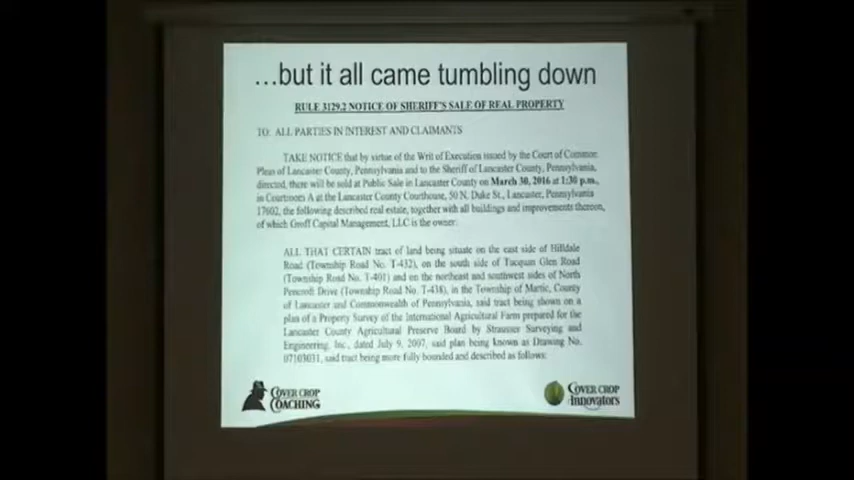 ...but it all came tumbling down
RULE 3129.2 NOTICE OF SHERIFF'S SALE OF REAL PROPERTY
TO: ALL PARTIES IN INTEREST AND CLAIMANTS
TAKE NOTICE that by virtue of the Writ of Execution issued by the Court of Common
Pleas of Lancaster County, Pennsylvania and to the Sheriff of Lancaster County, Pennsylvania,
directed, there will be sold at Public Sale in Lancaster County on March 30, 2016 at 1:30 p.m.,
in Courtroom A at the Lancaster County Courthouse, 50 N. Duke St., Lancaster, Pennsylvania
17602, the following described real estate, together with all buildings and improvements thereon,
of which Groff Capital Management, LLC is the owner:
ALL THAT CERTAIN tract of land being situate on the east side of Hilldale
Road (Township Road No. T-432), on the south side of Tucquan Glen Road
(Township Road No. T-401) and on the northeast and southwest sides of North
Pencroft Drive (Township Road No. T-438), in the Township of Martic, County
of Lancaster and Commonwealth of Pennsylvania, said tract being shown on a
plan of a Property Survey of the International Agricultural Farm prepared for the
Lancaster County Agricultural Preserve Board by Strausser Surveying and
Engineering, Inc., dated July 9, 2007, said plan being known as Drawing No.
07103031, said tract being more fully bounded and described as follows:
COVER CROP
COACHING
COVER CROP
Innovators